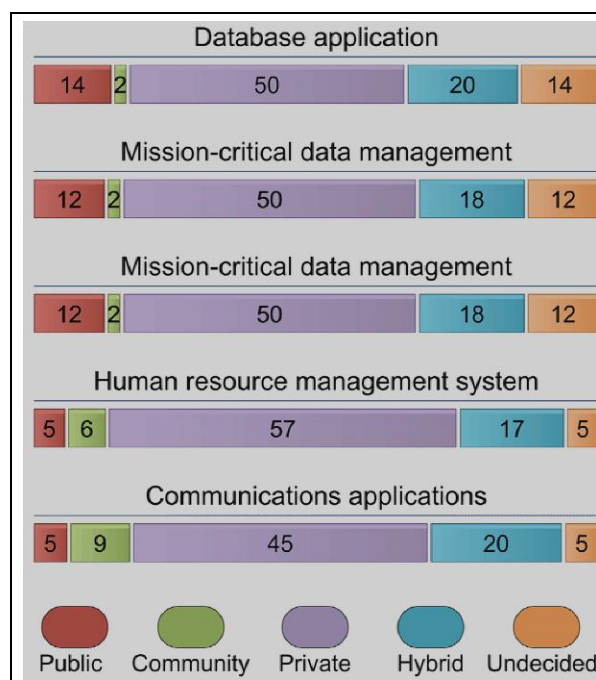 Database application
14 2 50 20 14
Mission-critical data management
12 2 50 18 12
Mission-critical data management
12 2 50 18 12
Human resource management system
5 6 57 17 5
Communications applications
5 9 45 20 5
Public Community Private Hybrid Undecided